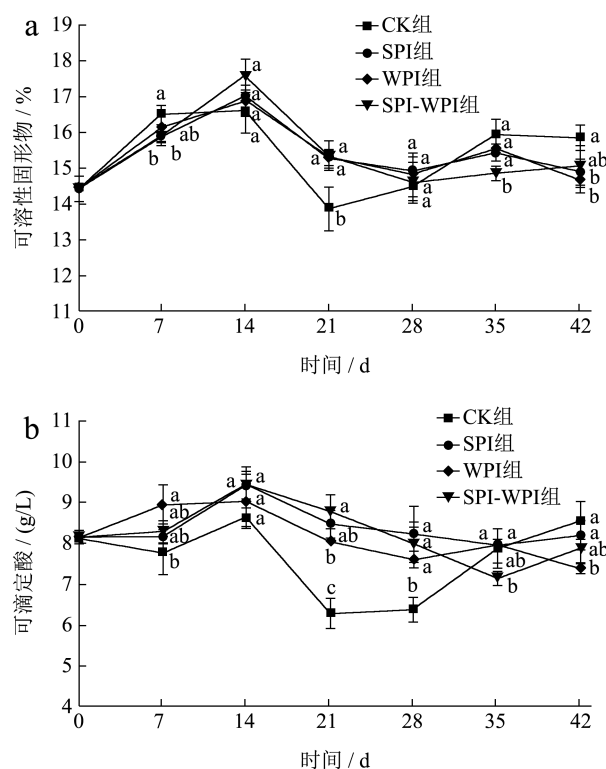 a
19
18
17
16
15
14
13
12
11
可溶性固形物 / %
CK组
SPI组
WPI组
SPI-WPI组
a
ab
b b
a
a
a
a
a
a
a
b
a
a
a
a
a
a
a
b
a
ab
b
b
0 7 14 21 28 35 42
时间 / d
b
11
10
9
8
7
6
5
4
可滴定酸 / (g/L)
CK组
SPI组
WPI组
SPI-WPI组
a
ab
ab
b
a a
a
a
a
ab
b
c
a
a
a
b
a
a
ab
b
a
a
ab
b
0 7 14 21 28 35 42
时间 / d